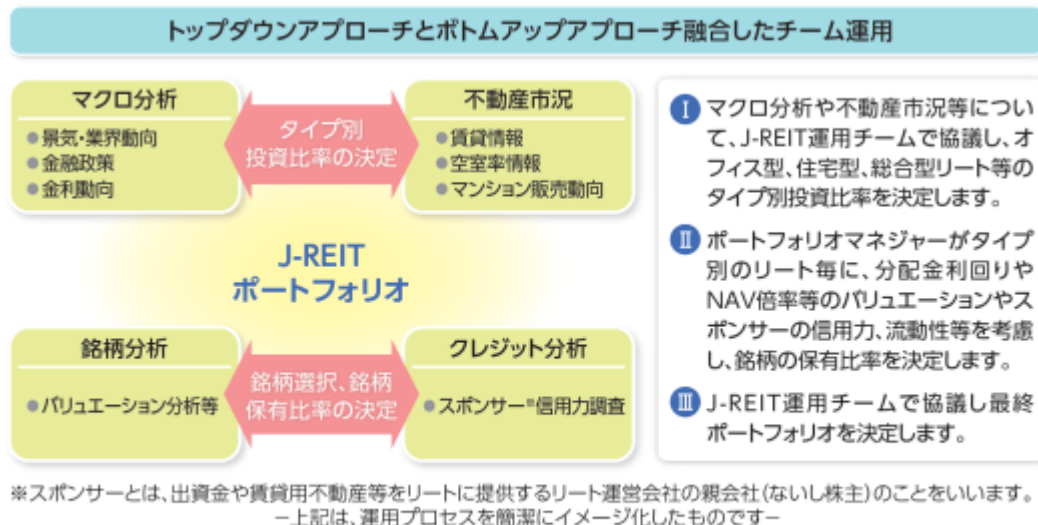 トップダウンアプローチとボトムアップアプローチ融合したチーム運用
マクロ分析
●景気・業界動向
●金融政策
●金利動向
タイプ別
投資比率の決定
不動産市況
●賃貸情報
●空室率情報
●マンション販売動向
J-REIT
ポートフォリオ
銘柄分析
●バリュエーション分析等
銘柄選択、銘柄
保有比率の決定
クレジット分析
●スポンサー※信用力調査
Ⅰ マクロ分析や不動産市況等につい
て、J-REIT運用チームで協議し、オ
フィス型、住宅型、総合型リート等の
タイプ別投資比率を決定します。
Ⅱ ポートフォリオマネジャーがタイプ
別のリート毎に、分配金利回りや
NAV倍率等のバリュエーションやス
ポンサーの信用力、流動性等を考慮
し、銘柄の保有比率を決定します。
Ⅲ J-REIT運用チームで協議し最終
ポートフォリオを決定します。
※スポンサーとは、出資金や賃貸用不動産等をリートに提供するリート運営会社の親会社(ないし株主)のことをいいます。
－上記は、運用プロセスを簡潔にイメージ化したものです－